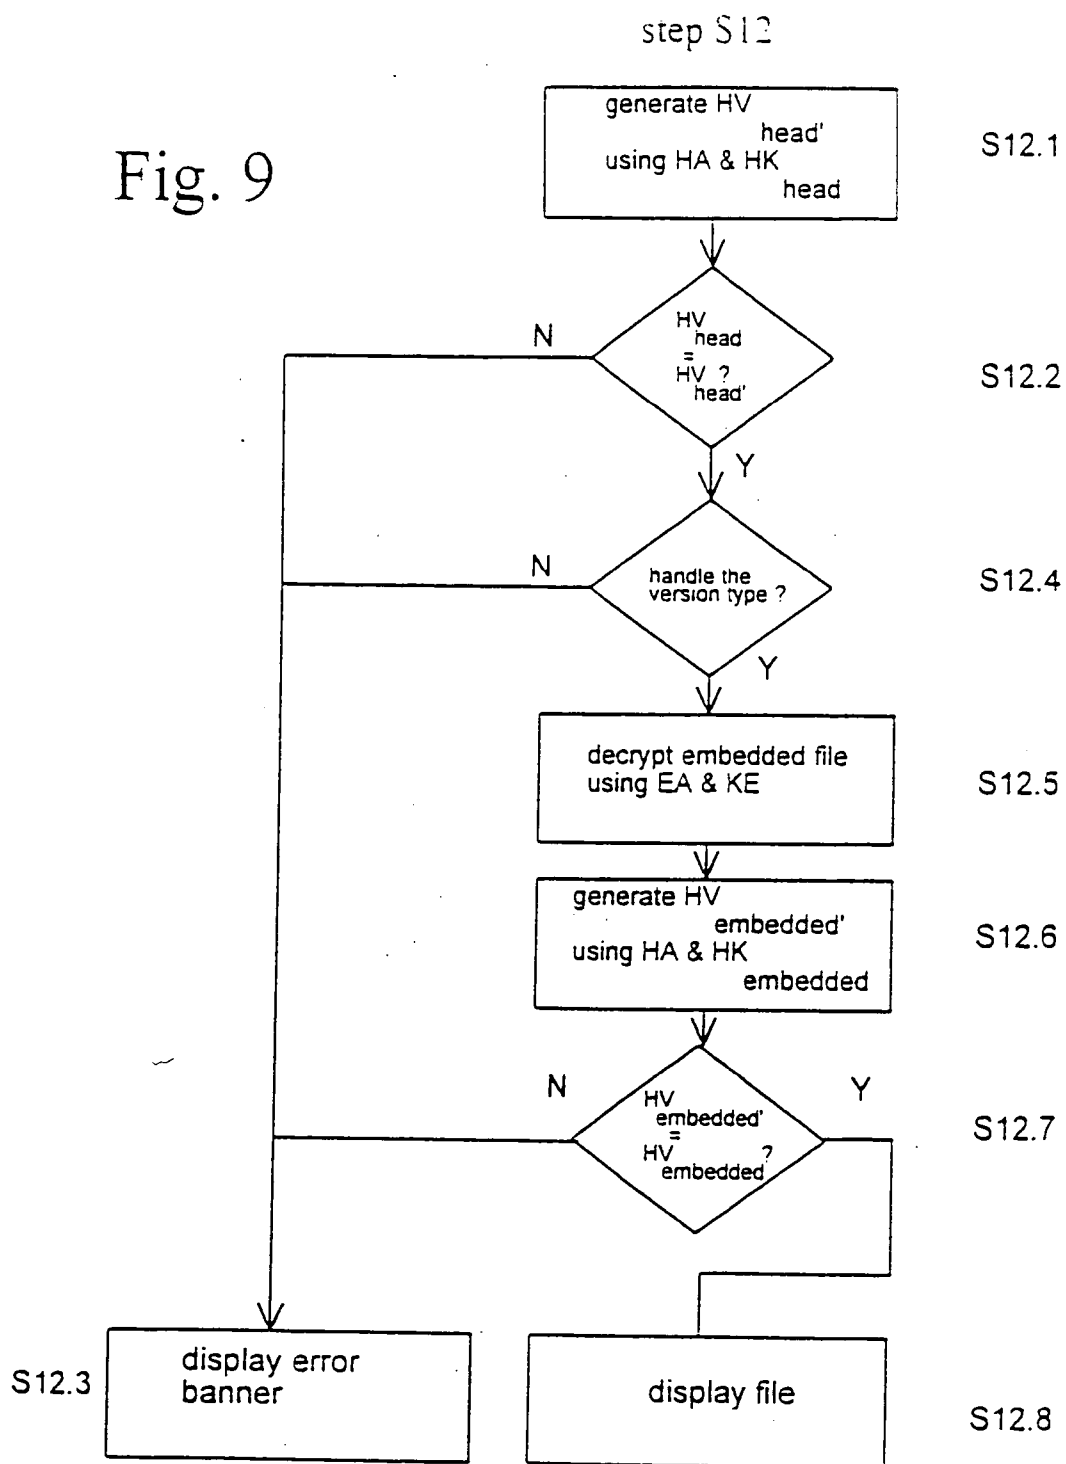 step S12
Fig. 9
generate HV
head'
using HA & HK
head
S12.1
HV
head
=
HV ?
head'
N
S12.2
Y
handle the
version type ?
N
S12.4
Y
decrypt embedded file
using EA & KE
S12.5
generate HV
embedded'
using HA & HK
embedded
S12.6
N
HV
embedded'
=
HV ?
embedded
Y
S12.7
S12.3
display error
banner
display file
S12.8